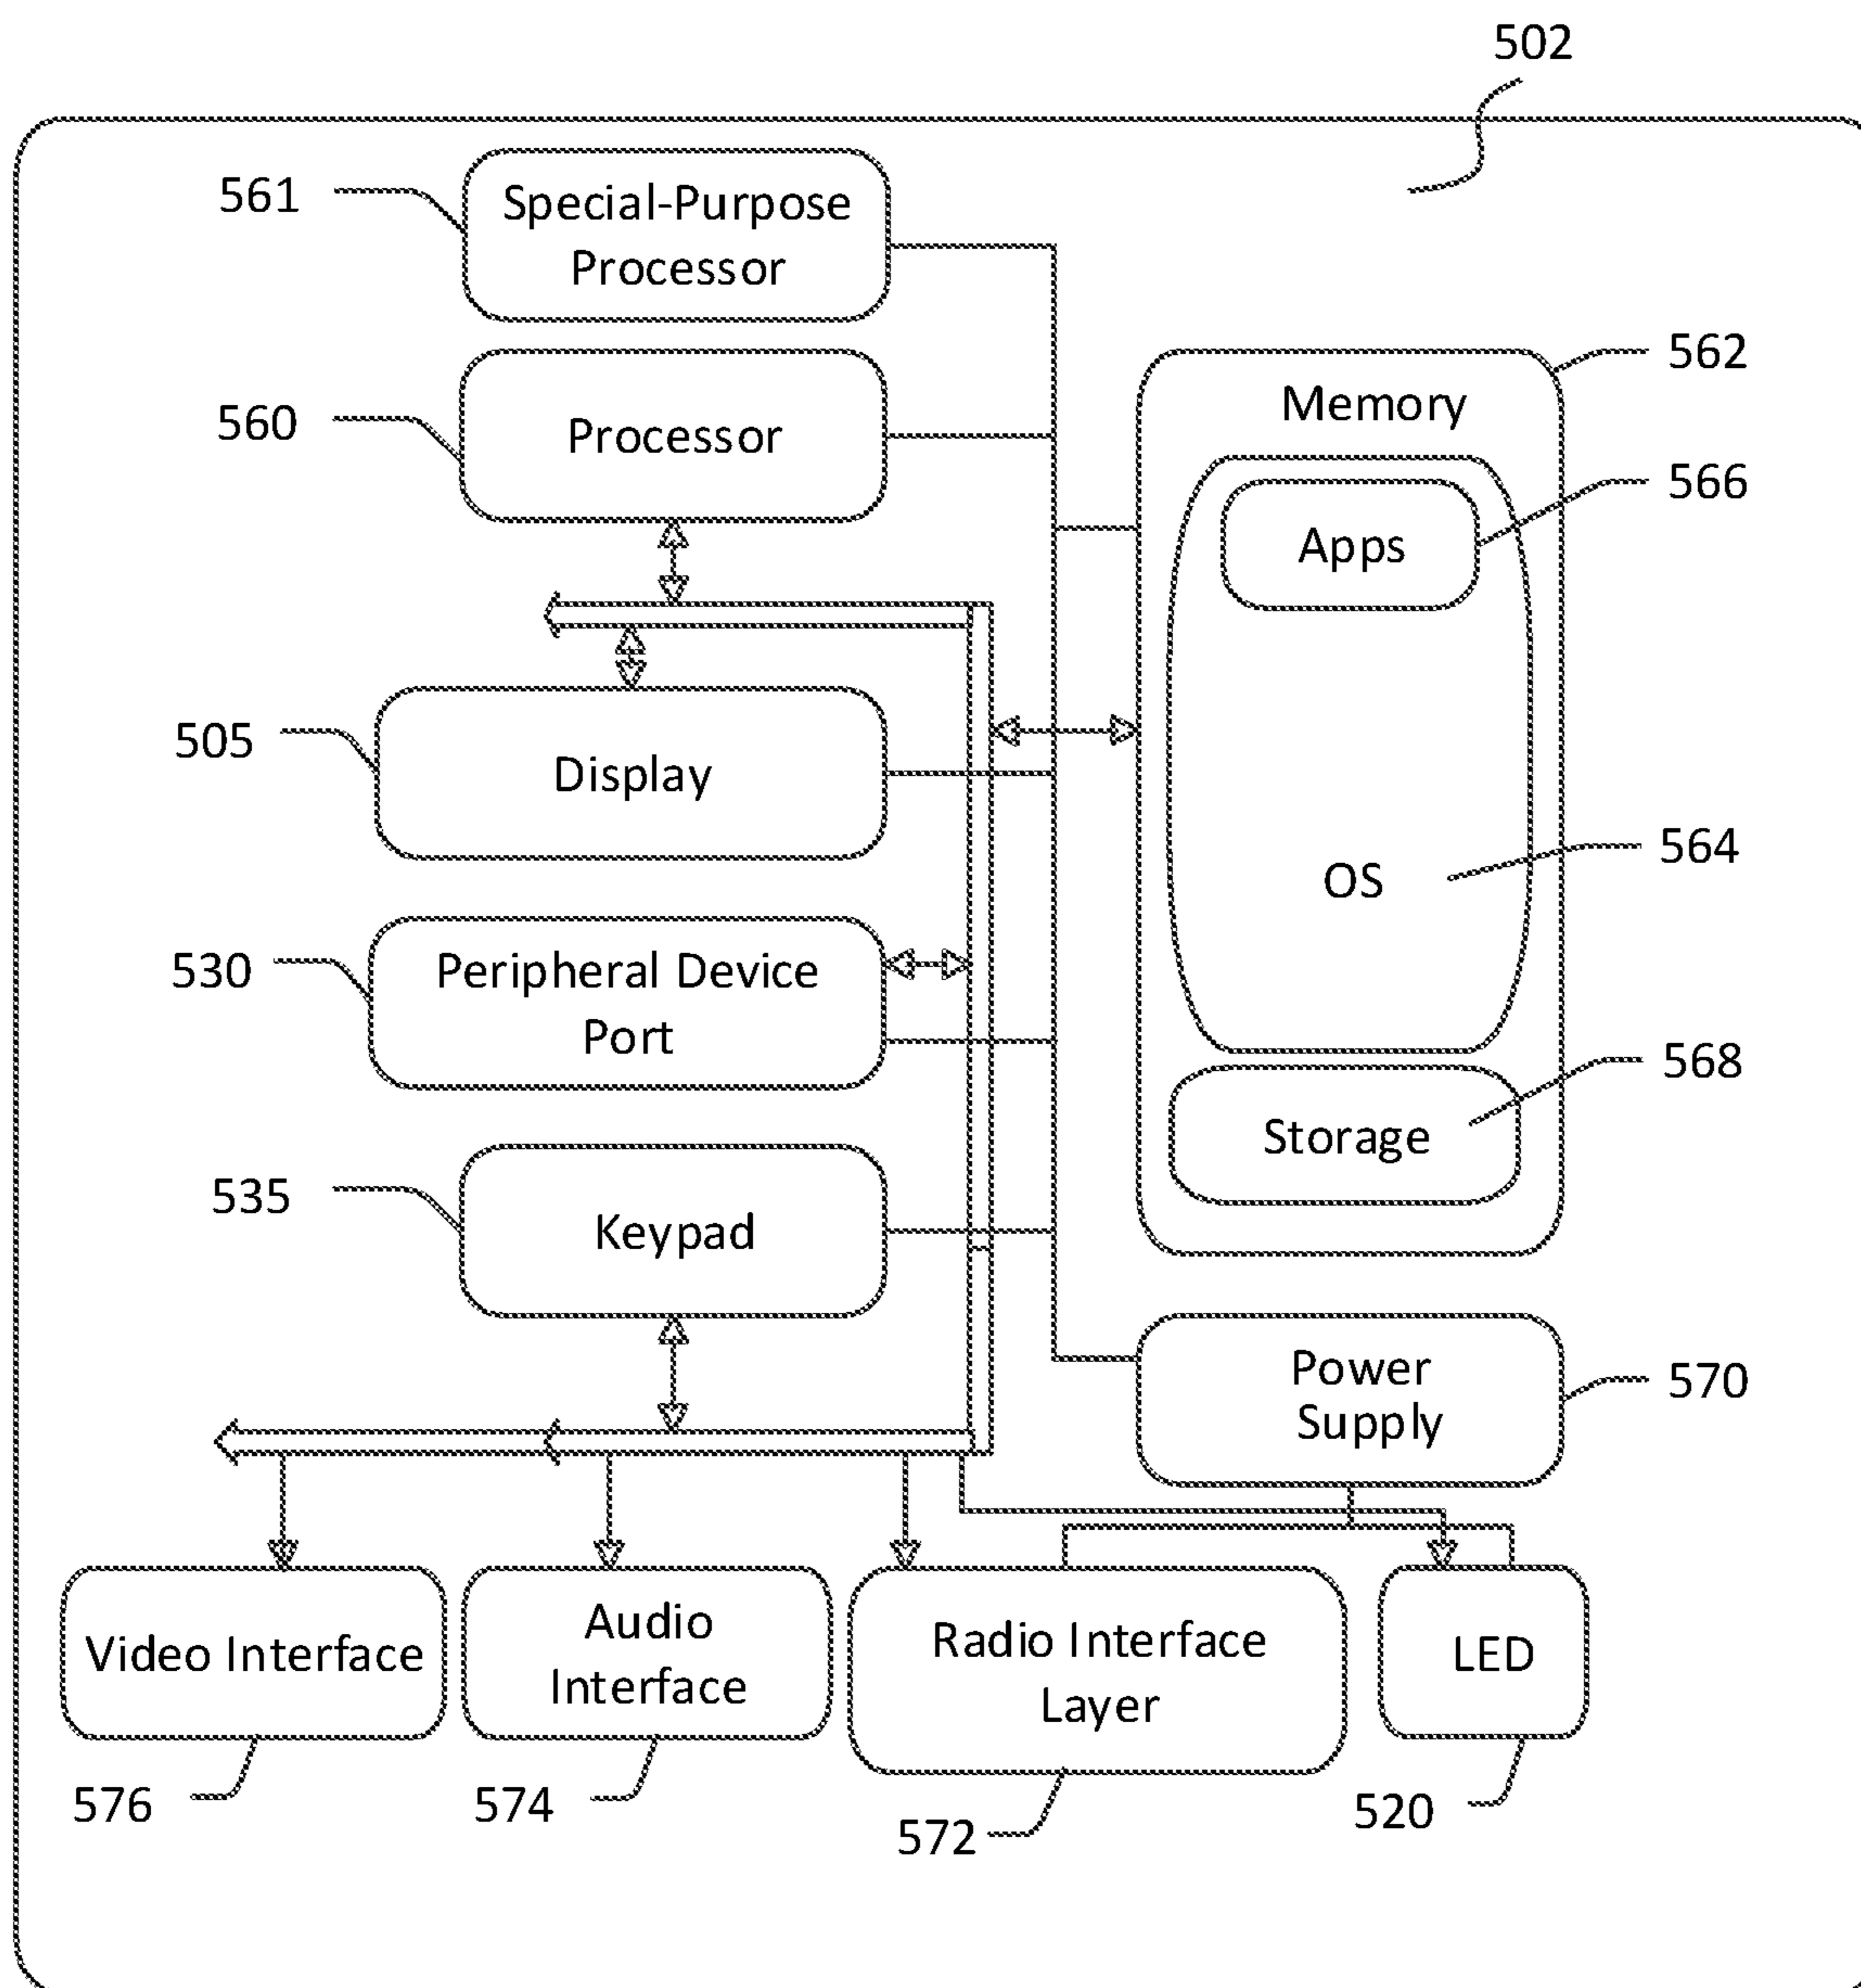 502
561
Special-Purpose
Processor
562
Memory
560
Processor
566
Apps
505
Display
564
OS
530
Peripheral Device
Port
568
Storage
535
Keypad
Power
Supply
570
Video Interface
Audio
Interface
Radio Interface
Layer
LED
576
574
572
520